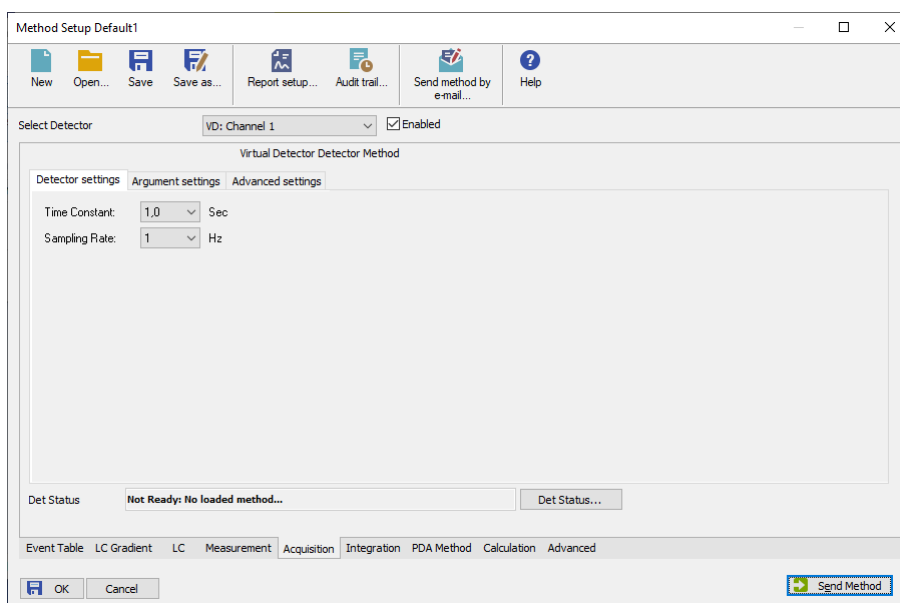 Method Setup Default1
New Open... Save Save as... Report setup... Audit trail... Send method by e-mail... Help
Select Detector VD: Channel 1 Enabled
Virtual Detector Detector Method
Detector settings Argument settings Advanced settings
Time Constant: 1,0 Sec
Sampling Rate: 1 Hz
Det Status Not Ready: No loaded method... Det Status...
Event Table LC Gradient LC Measurement Acquisition Integration PDA Method Calculation Advanced
OK Cancel Send Method